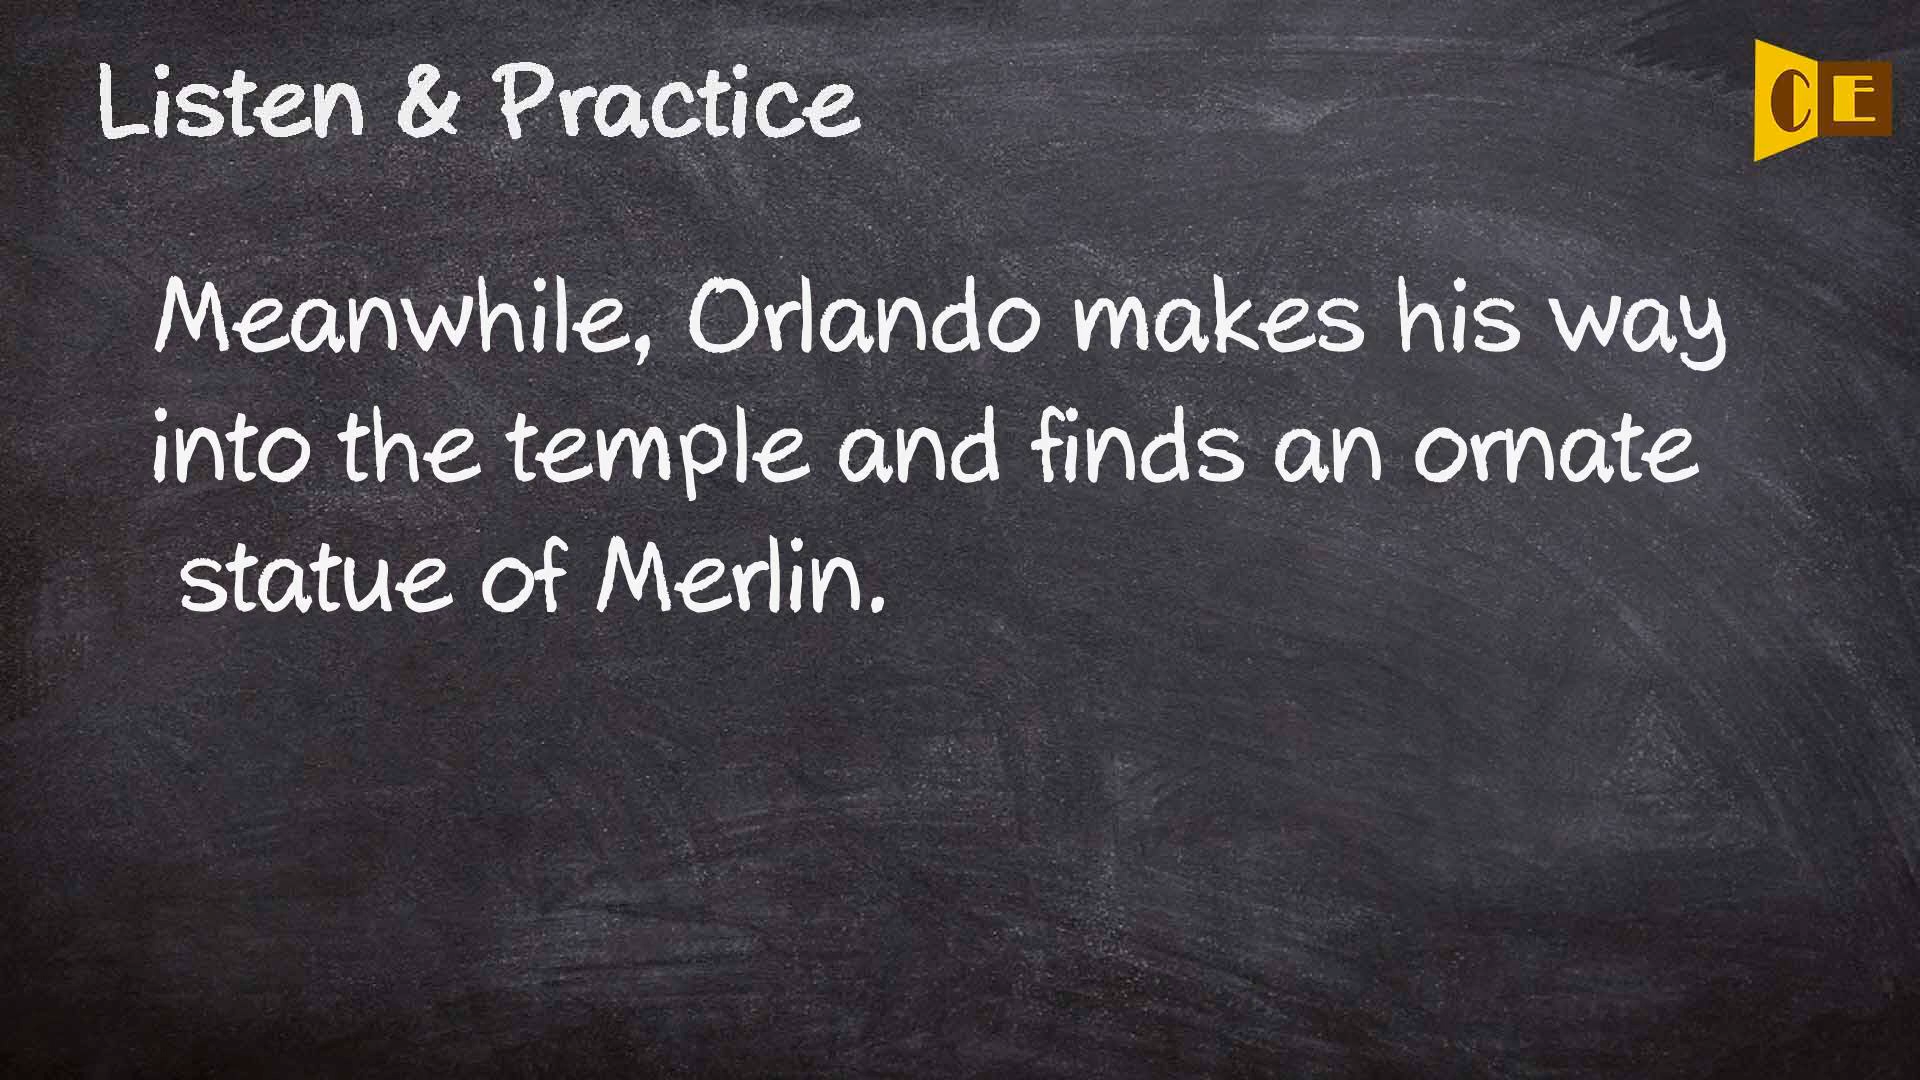 Listen & Practice
CE
Meanwhile, Orlando makes his way
into the temple and finds an ornate
statue of Merlin.